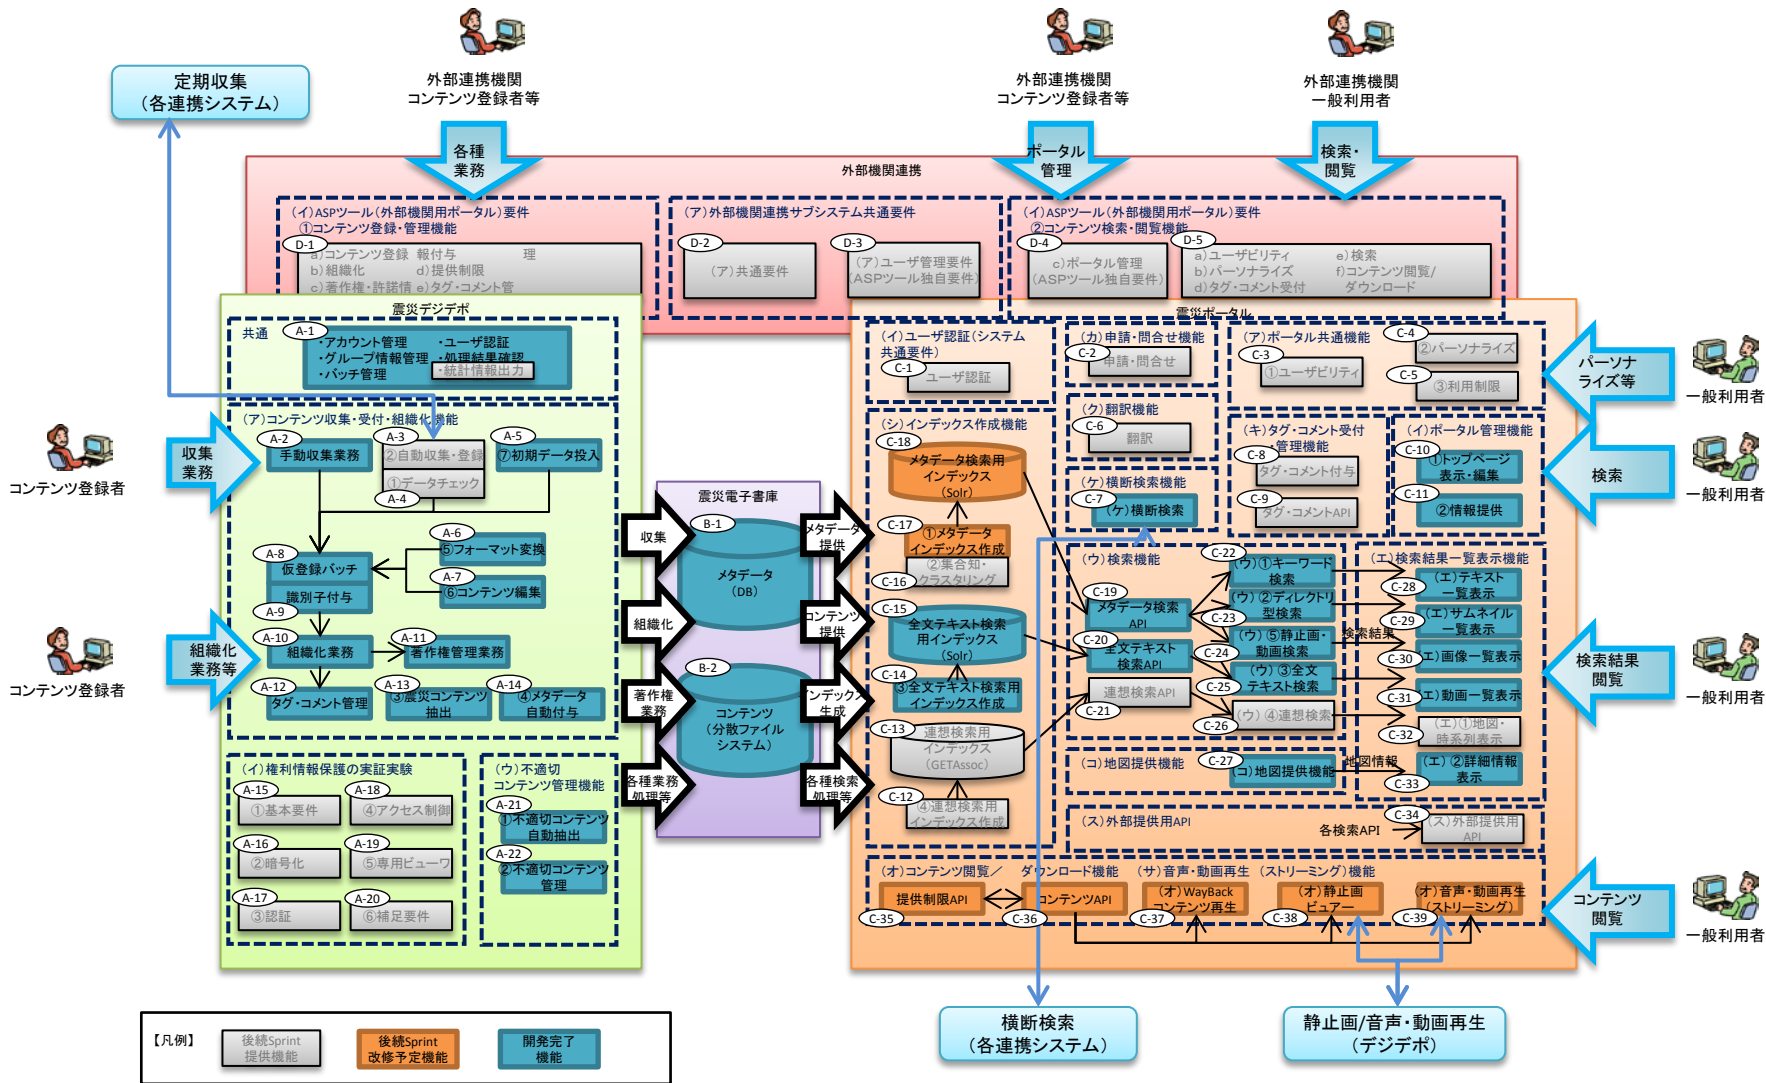 外部連携機関
コンテンツ登録者等
外部連携機関
コンテンツ登録者等
外部連携機関
一般利用者
定期収集
（各連携システム）
各種
業務
ポータル
管理
検索・
閲覧
外部機関連携
（イ）ASPツール（外部機関用ポータル）要件
①コンテンツ登録・管理機能
D-1
a）コンテンツ登録 報付与 理
b）組織化 d）提供制限
c）著作権・許諾情 e）タグ・コメント管
（ア）外部機関連携サブシステム共通要件
D-2
（ア）共通要件
D-3
（ア）ユーザ管理要件
（ASPツール独自要件）
（イ）ASPツール（外部機関用ポータル）要件
②コンテンツ検索・閲覧機能
D-4
c）ポータル管理
（ASPツール独自要件）
D-5
a）ユーザビリティ e）検索
b）パーソナライズ f）コンテンツ閲覧/
d）タグ・コメント受付 ダウンロード
震災デジデポ
共通
A-1
・アカウント管理 ・ユーザ認証
・グループ情報管理 ・処理結果確認
・バッチ管理 ・統計情報出力
（ア）コンテンツ収集・受付・組織化機能
A-2
手動収集業務
A-3
②自動収集・登録
①データチェック
A-4
A-5
⑦初期データ投入
A-6
⑤フォーマット変換
A-7
⑥コンテンツ編集
A-8
仮登録バッチ
識別子付与
A-9
A-10
組織化業務
A-11
著作権管理業務
A-12
タグ・コメント管理
A-13
③震災コンテンツ
抽出
A-14
④メタデータ
自動付与
（イ）権利情報保護の実証実験
A-15
①基本要件
A-16
②暗号化
A-17
③認証
A-18
④アクセス制御
A-19
⑤専用ビューワ
A-20
⑥補足要件
（ウ）不適切
コンテンツ管理機能
A-21
①不適切コンテンツ
自動抽出
A-22
②不適切コンテンツ
管理
コンテンツ登録者
収集
業務
コンテンツ登録者
組織化
業務等
収集
組織化
著作権
業務
各種業務
処理等
震災電子書庫
B-1
メタデータ
（DB）
B-2
コンテンツ
（分散ファイル
システム）
メタデータ
提供
コンテンツ
提供
インデックス
生成
各種検索
処理等
震災ポータル
（イ）ユーザ認証（システム
共通要件）
C-1
ユーザ認証
（カ）申請・問合せ機能
C-2
申請・問合せ
（ア）ポータル共通機能
C-3
①ユーザビリティ
C-4
②パーソナライズ
C-5
③利用制限
（ク）翻訳機能
C-6
翻訳
（ケ）横断検索機能
C-7
（ケ）横断検索
（キ）タグ・コメント受付
・管理機能
C-8
タグ・コメント付与
C-9
タグ・コメントAPI
（イ）ポータル管理機能
C-10
①トップページ
表示・編集
C-11
②情報提供
（シ）インデックス作成機能
C-18
メタデータ検索用
インデックス
（Solr）
C-17
①メタデータ
インデックス作成
②集合知・
クラスタリング
C-16
C-15
全文テキスト検索
用インデックス
（Solr）
C-14
③全文テキスト検索用
インデックス作成
C-13
連想検索用
インデックス
（GETAssoc）
C-12
④連想検索用
インデックス作成
（ウ）検索機能
C-19
メタデータ検索
API
C-20
全文テキスト
検索API
連想検索API
C-21
C-22
（ウ）①キーワード
検索
（ウ）②ディレクトリ
型検索
C-23
（ウ）⑤静止画・
動画検索
C-24
（ウ）③全文
テキスト検索
C-25
（ウ）④連想検索
C-26
検索結果
（エ）検索結果一覧表示機能
C-28
（エ）テキスト
一覧表示
C-29
（エ）サムネイル
一覧表示
C-30
エ）画像一覧表示
C-31
エ）動画一覧表示
C-32
（エ）①地図・
時系列表示
（エ）②詳細情報
表示
C-33
（コ）地図提供機能
C-27
（コ）地図提供機能
地図情報
（ス）外部提供用API
各検索API
C-34
（ス）外部提供用
API
（オ）コンテンツ閲覧／ ダウンロード機能 （サ）音声・動画再生 （ストリーミング）機能
提供制限API
C-35
コンテンツAPI
C-36
（オ）WayBack
コンテンツ再生
C-37
（オ）静止画
ビュアー
C-38
（オ）音声・動画再生
（ストリーミング）
C-39
パーソナ
ライズ等
一般利用者
検索
一般利用者
検索結果
閲覧
一般利用者
コンテンツ
閲覧
一般利用者
横断検索
（各連携システム）
静止画/音声・動画再生
（デジデポ）
【凡例】
後続Sprint
提供機能
後続Sprint
改修予定機能
開発完了
機能